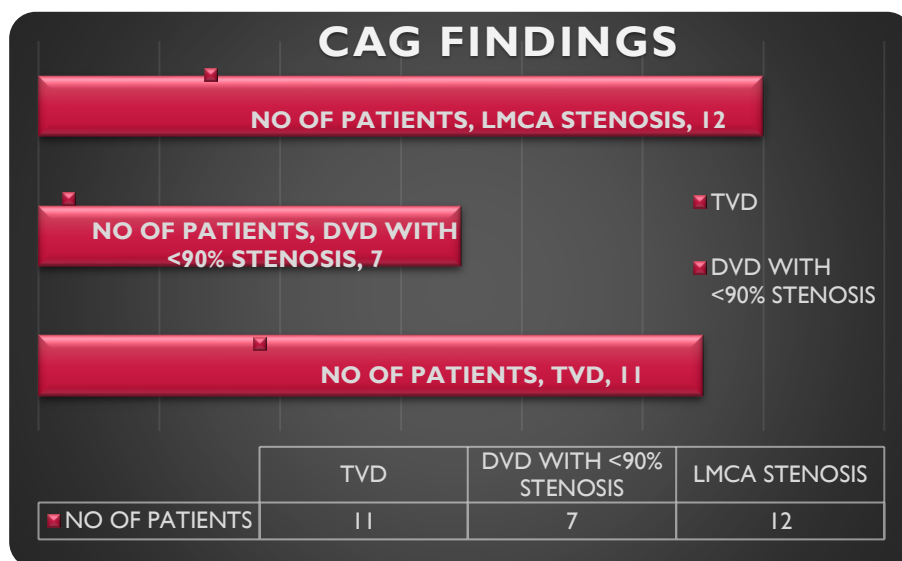 CAG FINDINGS
NO OF PATIENTS, LMCA STENOSIS, 12
NO OF PATIENTS, DVD WITH
<90% STENOSIS, 7
NO OF PATIENTS, TVD, 11
TVD
DVD WITH
<90% STENOSIS
TVD
DVD WITH <90%
STENOSIS
LMCA STENOSIS
NO OF PATIENTS
11
7
12